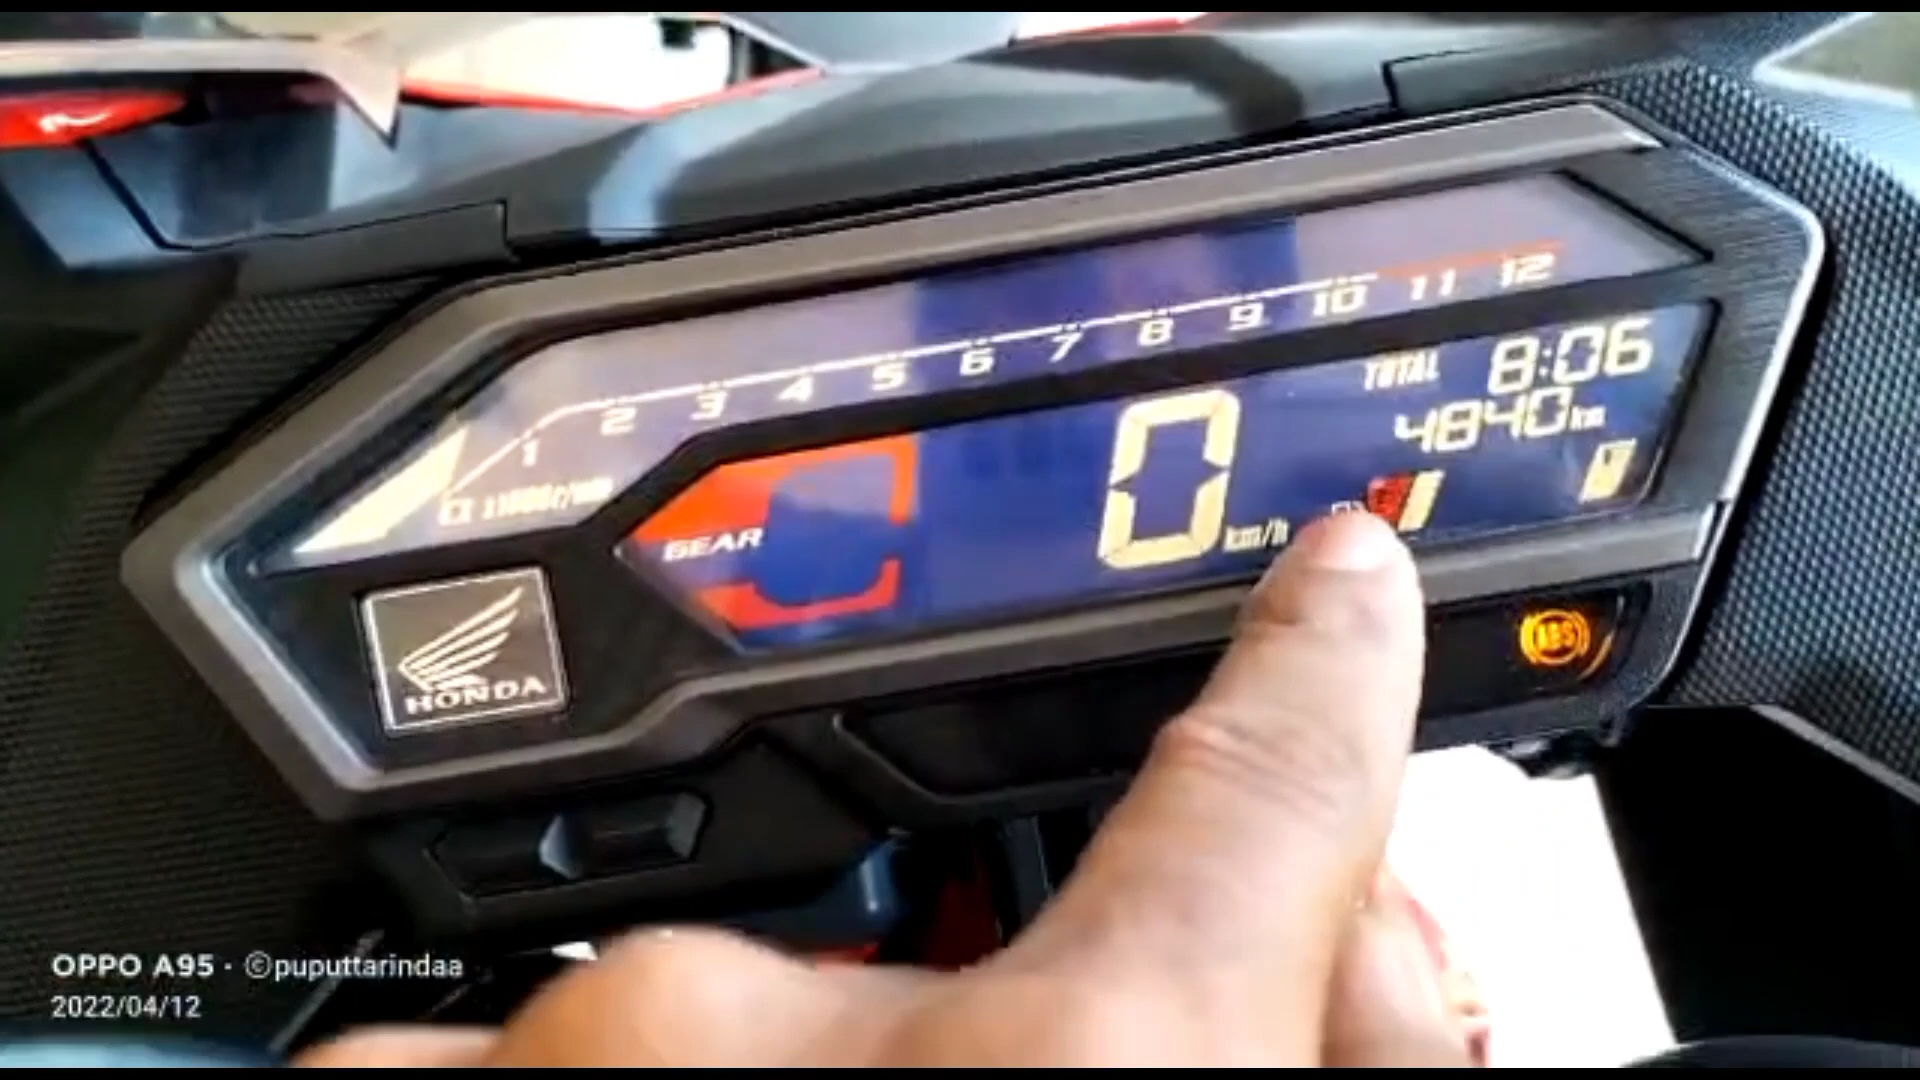 1 2 3 4 5 6 7 8 9 10 11 12
TOTAL 8:06
4840 km
GEAR
0 km/h
ABS
HONDA
OPPO A95 · ©puputtarindaa
2022/04/12